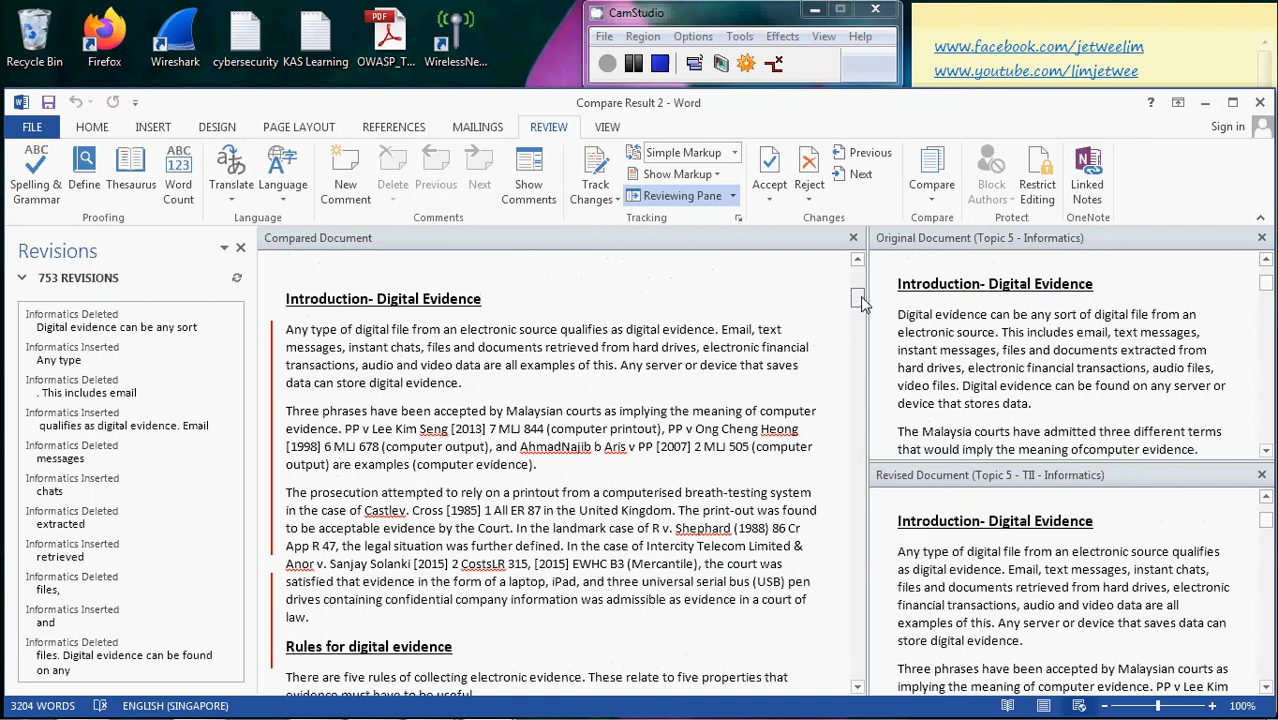 Recycle Bin
Firefox
Wireshark
cybersecurity
KAS Learning
PDF
OWASP_T...
WirelessNe...
CamStudio
File Region Options Tools Effects View Help
www.facebook.com/jetweelim
www.youtube.com/limjetwee
Compare Result 2 - Word
FILE HOME INSERT DESIGN PAGE LAYOUT REFERENCES MAILINGS REVIEW VIEW
Sign in
Spelling & Grammar
Define
Thesaurus
ABC
123
Word Count
Translate
Language
New Comment
Delete
Previous
Next
Show Comments
Track Changes
Simple Markup
Show Markup
Reviewing Pane
Accept
Reject
Previous
Next
Compare
Block Authors
Restrict Editing
Linked Notes
Proofing
Language
Comments
Tracking
Changes
Compare
Protect
OneNote
Revisions
753 REVISIONS
Informatics Deleted
Digital evidence can be any sort
Informatics Inserted
Any type
Informatics Deleted
. This includes email
Informatics Inserted
qualifies as digital evidence. Email
Informatics Deleted
messages
Informatics Inserted
chats
Informatics Deleted
extracted
Informatics Inserted
retrieved
Informatics Deleted
files,
Informatics Inserted
and
Informatics Deleted
files. Digital evidence can be found
on any
Compared Document
Introduction- Digital Evidence
Any type of digital file from an electronic source qualifies as digital evidence. Email, text
messages, instant chats, files and documents retrieved from hard drives, electronic financial
transactions, audio and video data are all examples of this. Any server or device that saves
data can store digital evidence.
Three phrases have been accepted by Malaysian courts as implying the meaning of computer
evidence. PP v Lee Kim Seng [2013] 7 MLJ 844 (computer printout), PP v Ong Cheng Heong
[1998] 6 MLJ 678 (computer output), and AhmadNajib b Aris v PP [2007] 2 MLJ 505 (computer
output) are examples (computer evidence).
The prosecution attempted to rely on a printout from a computerised breath-testing system
in the case of Castlev. Cross [1985] 1 All ER 87 in the United Kingdom. The print-out was found
to be acceptable evidence by the Court. In the landmark case of R v. Shephard (1988) 86 Cr
App R 47, the legal situation was further defined. In the case of Intercity Telecom Limited &
Anor v. Sanjay Solanki [2015] 2 CostsLR 315, [2015] EWHC B3 (Mercantile), the court was
satisfied that evidence in the form of a laptop, iPad, and three universal serial bus (USB) pen
drives containing confidential company information was admissible as evidence in a court of
law.
Rules for digital evidence
There are five rules of collecting electronic evidence. These relate to five properties that
evidence must have to be useful
Original Document (Topic 5 - Informatics)
Introduction- Digital Evidence
Digital evidence can be any sort of digital file from an
electronic source. This includes email, text messages,
instant messages, files and documents extracted from
hard drives, electronic financial transactions, audio files,
video files. Digital evidence can be found on any server or
device that stores data.
The Malaysia courts have admitted three different terms
that would imply the meaning ofcomputer evidence.
Revised Document (Topic 5 - TII - Informatics)
Introduction- Digital Evidence
Any type of digital file from an electronic source qualifies
as digital evidence. Email, text messages, instant chats,
files and documents retrieved from hard drives, electronic
financial transactions, audio and video data are all
examples of this. Any server or device that saves data can
store digital evidence.
Three phrases have been accepted by Malaysian courts as
implying the meaning of computer evidence. PP v Lee Kim
3204 WORDS
ENGLISH (SINGAPORE)
100%